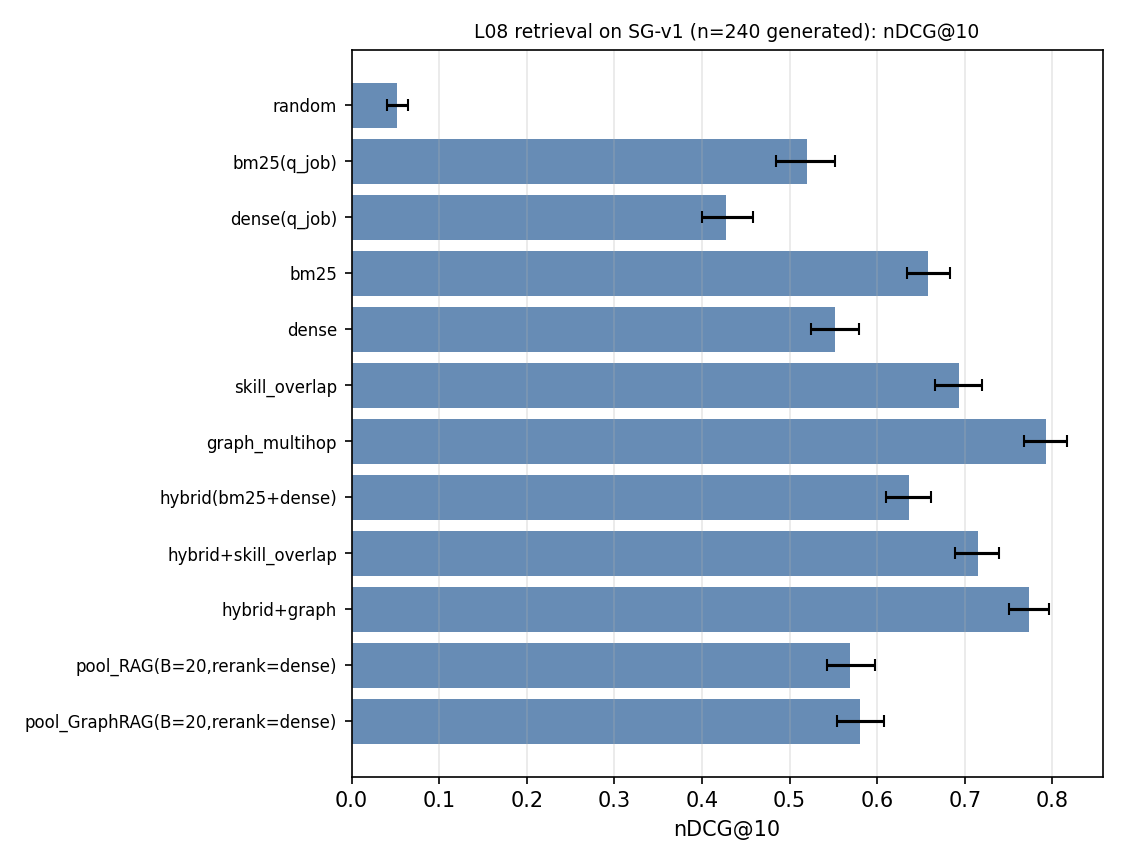 L08 retrieval on SG-v1 (n=240 generated): nDCG@10
random
bm25(q_job)
dense(q_job)
bm25
dense
skill_overlap
graph_multihop
hybrid(bm25+dense)
hybrid+skill_overlap
hybrid+graph
pool_RAG(B=20,rerank=dense)
pool_GraphRAG(B=20,rerank=dense)
0.0 0.1 0.2 0.3 0.4 0.5 0.6 0.7 0.8
nDCG@10